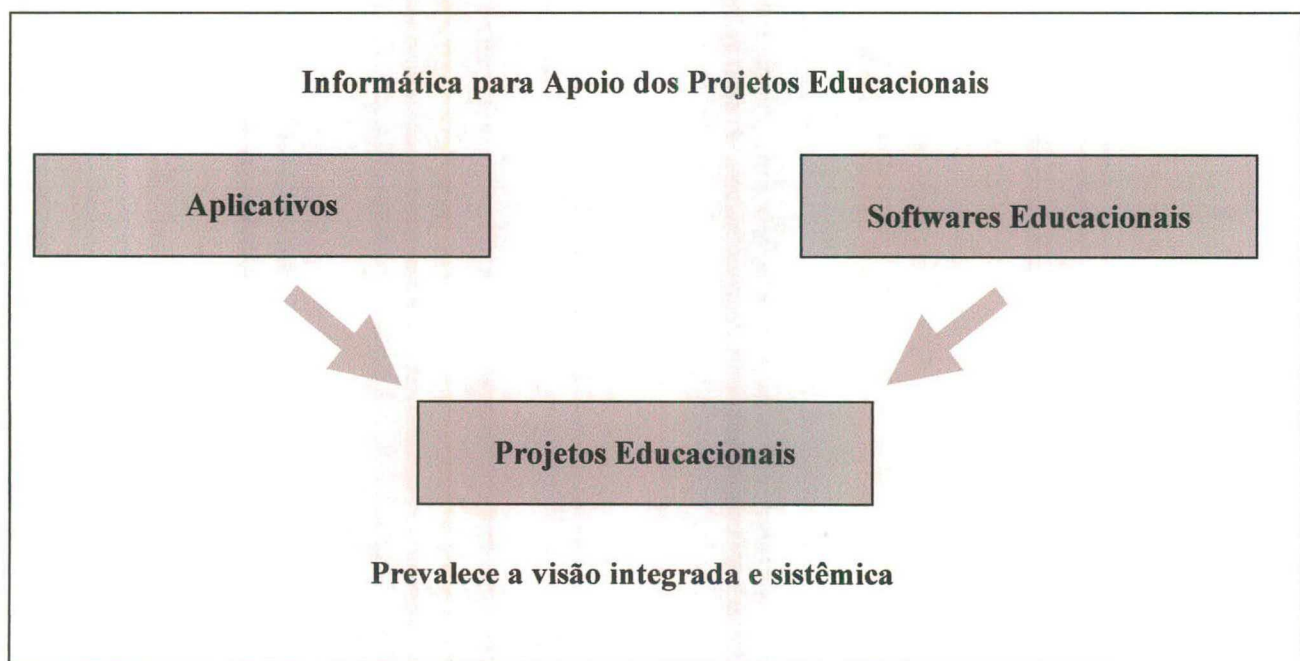 Informática para Apoio dos Projetos Educacionais
Aplicativos
Softwares Educacionais
Projetos Educacionais
Prevalece a visão integrada e sistêmica